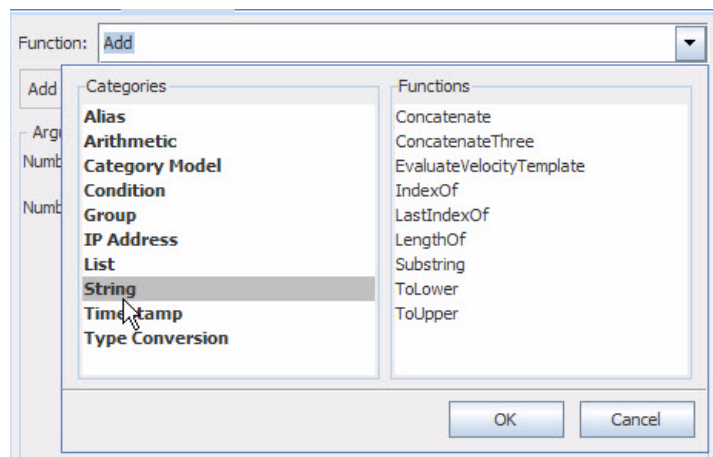 Function: Add
Add
Categories
Functions
Argu
Numb
Numb
Alias
Arithmetic
Category Model
Condition
Group
IP Address
List
String
Timestamp
Type Conversion
Concatenate
ConcatenateThree
EvaluateVelocityTemplate
IndexOf
LastIndexOf
LengthOf
Substring
ToLower
ToUpper
OK
Cancel